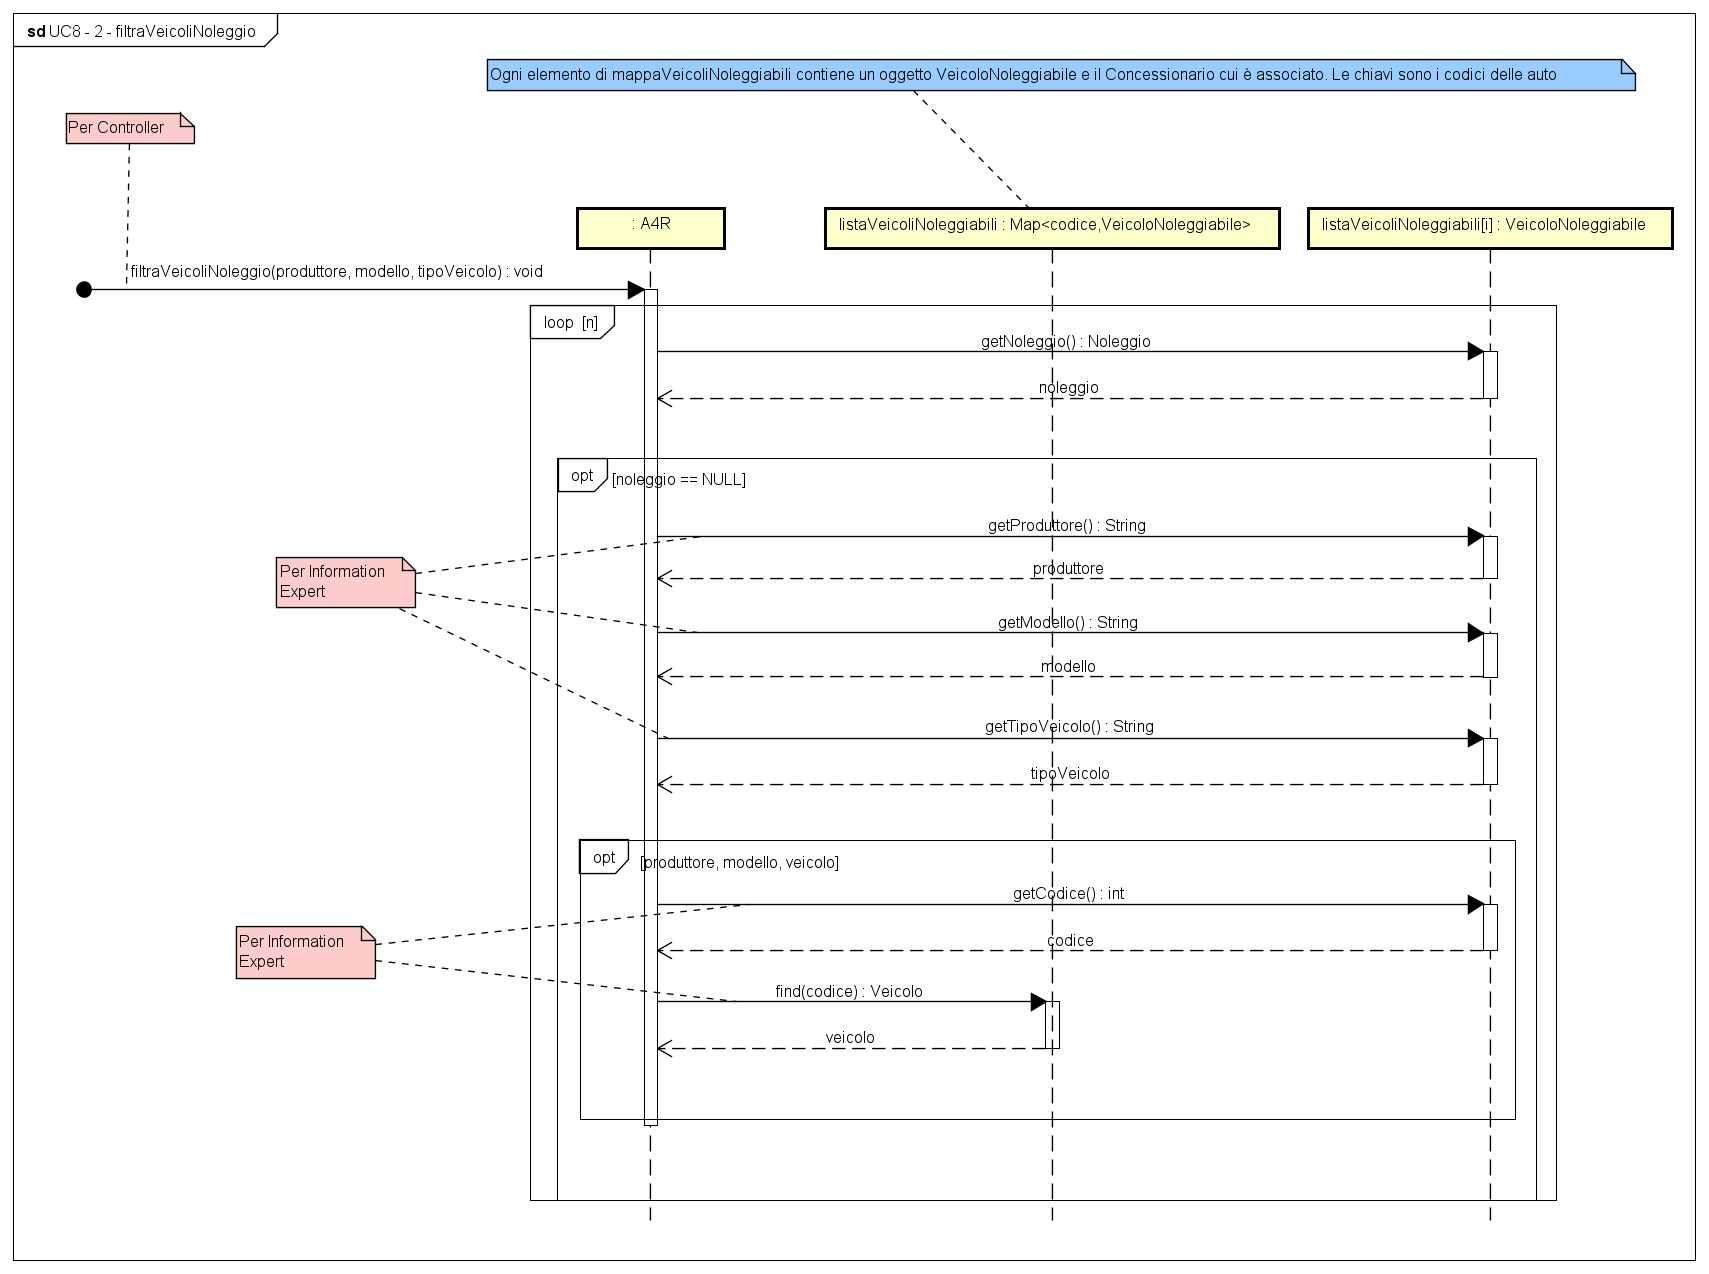 sd UC8 - 2 - filtraVeicoliNoleggio
Ogni elemento di mappaVeicoliNoleggiabili contiene un oggetto VeicoloNoleggiabile e il Concessionario cui è associato. Le chiavi sono i codici delle auto
Per Controller
: A4R
listaVeicoliNoleggiabili : Map<codice,VeicoloNoleggiabile>
listaVeicoliNoleggiabili[i] : VeicoloNoleggiabile
filtraVeicoliNoleggio(produttore, modello, tipoVeicolo) : void
loop [n]
getNoleggio() : Noleggio
noleggio
opt
[noleggio == NULL]
getProduttore() : String
produttore
Per Information
Expert
getModello() : String
modello
getTipoVeicolo() : String
tipoVeicolo
opt
[produttore, modello, veicolo]
getCodice() : int
codice
Per Information
Expert
find(codice) : Veicolo
veicolo